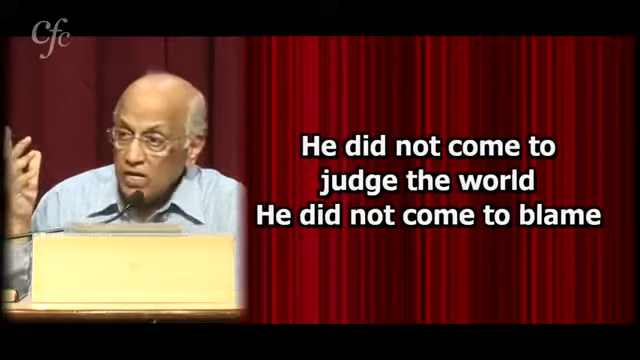 cfc
He did not come to
judge the world
He did not come to blame